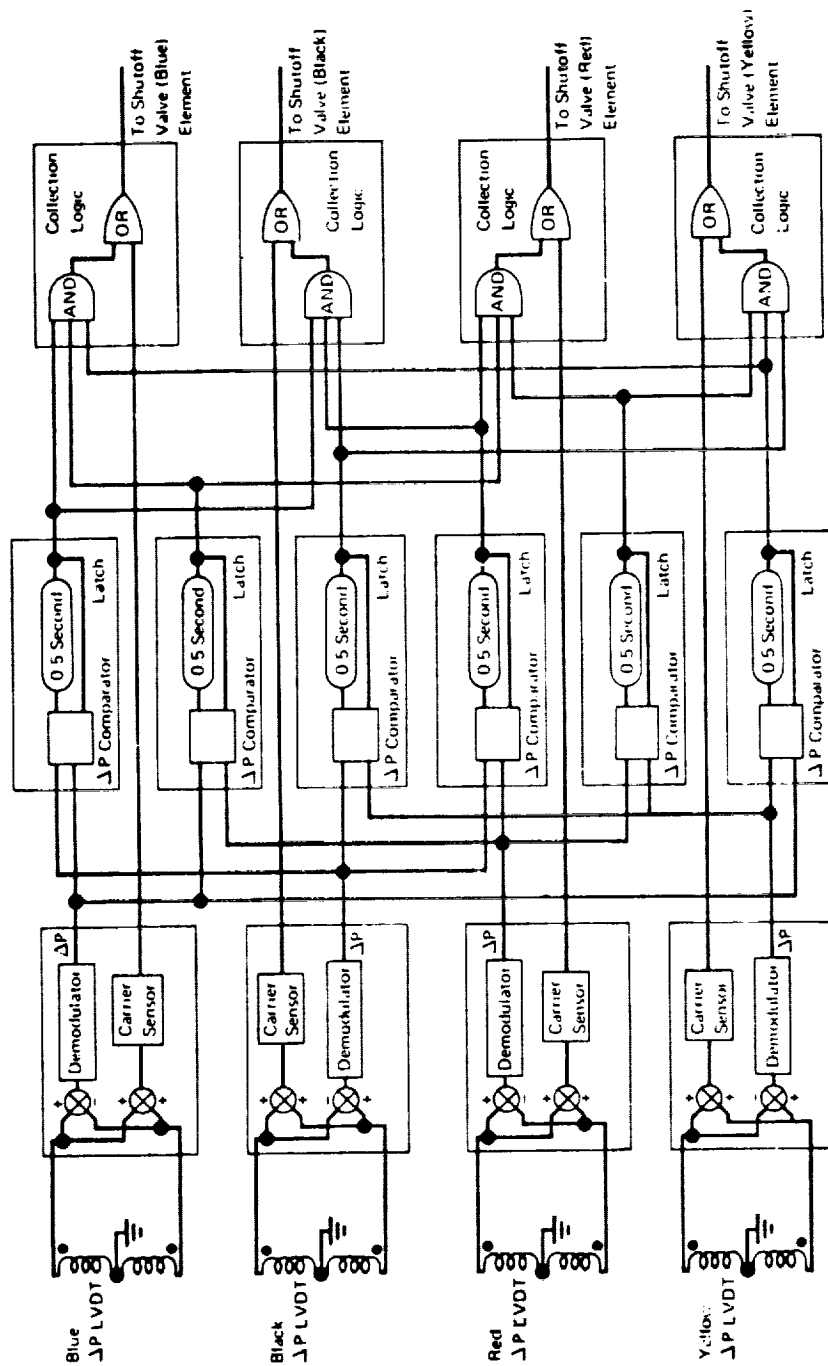 Blue
ΔP LVDT
Demodulator
ΔP
Carrier
Sensor
ΔP Comparator
0.5 Second
Latch
ΔP Comparator
0.5 Second
Latch
AND
OR
Collection
Logic
To Shutoff
Valve (Blue)
Element
Black
ΔP LVDT
Carrier
Sensor
Demodulator
ΔP
ΔP Comparator
0.5 Second
Latch
AND
OR
Collection
Logic
To Shutoff
Valve (Black)
Element
Red
ΔP LVDT
Demodulator
ΔP
Carrier
Sensor
ΔP Comparator
0.5 Second
Latch
ΔP Comparator
0.5 Second
Latch
AND
OR
Collection
Logic
To Shutoff
Valve (Red)
Element
Yellow
ΔP LVDT
Carrier
Sensor
Demodulator
ΔP
ΔP Comparator
0.5 Second
Latch
AND
OR
Collection
Logic
To Shutoff
Valve (Yellow)
Element